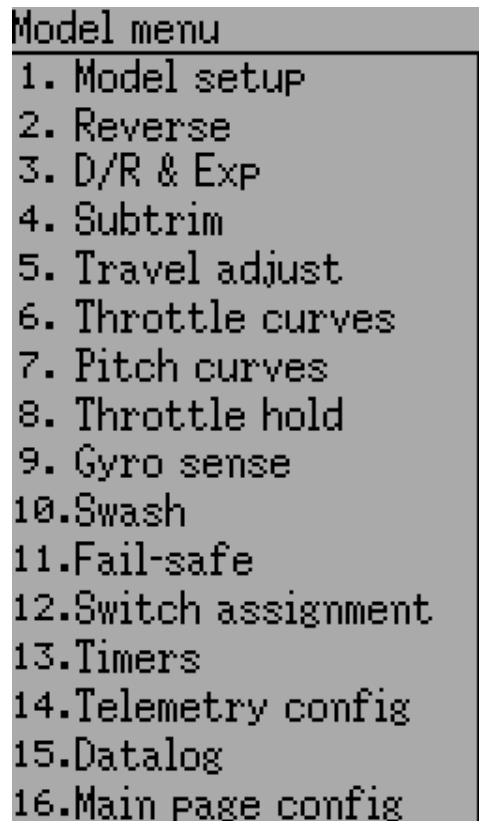 Model menu
1. Model setup
2. Reverse
3. D/R & Exp
4. Subtrim
5. Travel adjust
6. Throttle curves
7. Pitch curves
8. Throttle hold
9. Gyro sense
10.Swash
11.Fail-safe
12.Switch assignment
13.Timers
14.Telemetry config
15.Datalog
16.Main page config